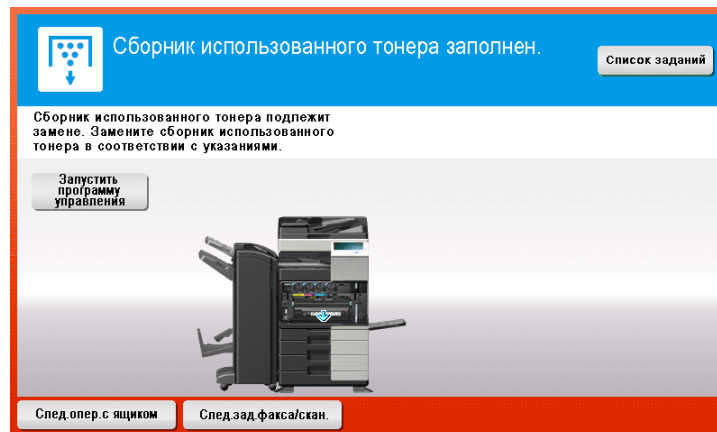 Сборник использованного тонера заполнен.
Список заданий
Сборник использованного тонера подлежит
замене. Замените сборник использованного
тонера в соответствии с указаниями.
Запустить
программу
управления
След.опер.с ящиком
След.зад.факса/скан.